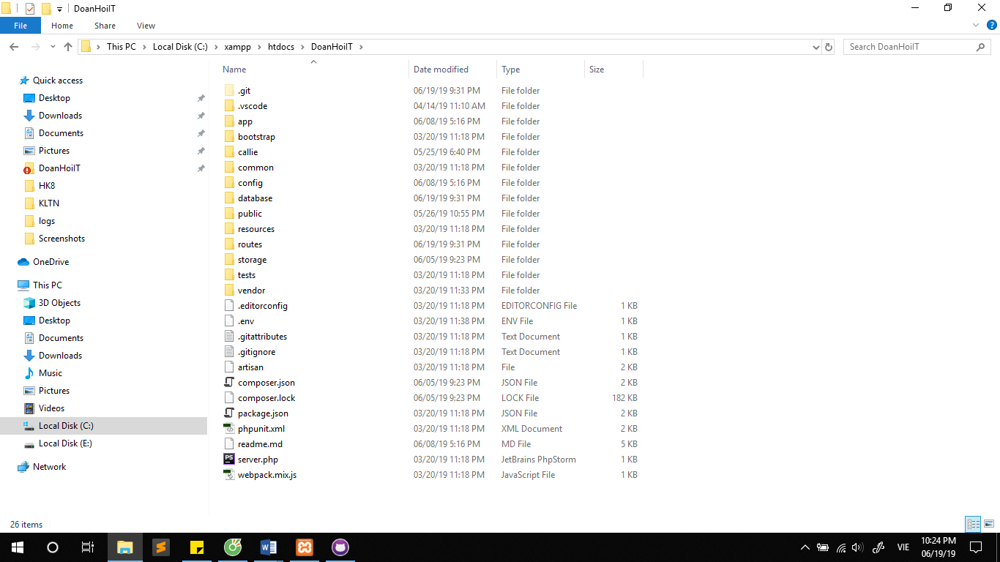 DoanHoiIT
File Home Share View
This PC Local Disk (C:) xampp htdocs DoanHoiIT Search DoanHoiIT
Name Date modified Type Size
Quick access
Desktop
Downloads
Documents
Pictures
DoanHoiIT
HK8
KLTN
logs
Screenshots
OneDrive
This PC
3D Objects
Desktop
Documents
Downloads
Music
Pictures
Videos
Local Disk (C:)
Local Disk (E:)
Network
.git 06/19/19 9:31 PM File folder
.vscode 04/14/19 11:10 AM File folder
app 06/08/19 5:16 PM File folder
bootstrap 03/20/19 11:18 PM File folder
callie 05/25/19 6:40 PM File folder
common 03/20/19 11:18 PM File folder
config 06/08/19 5:16 PM File folder
database 06/19/19 9:31 PM File folder
public 05/26/19 10:55 PM File folder
resources 03/20/19 11:18 PM File folder
routes 06/19/19 9:31 PM File folder
storage 06/05/19 9:23 PM File folder
tests 03/20/19 11:18 PM File folder
vendor 03/20/19 11:33 PM File folder
.editorconfig 03/20/19 11:18 PM EDITORCONFIG File 1 KB
.env 03/20/19 11:38 PM ENV File 1 KB
.gitattributes 03/20/19 11:18 PM Text Document 1 KB
.gitignore 03/20/19 11:18 PM Text Document 1 KB
artisan 03/20/19 11:18 PM File 2 KB
composer.json 06/05/19 9:23 PM JSON File 2 KB
composer.lock 06/05/19 9:23 PM LOCK File 182 KB
package.json 03/20/19 11:18 PM JSON File 2 KB
phpunit.xml 03/20/19 11:18 PM XML Document 2 KB
readme.md 06/08/19 5:16 PM MD File 5 KB
server.php 03/20/19 11:18 PM JetBrains PhpStorm 1 KB
webpack.mix.js 03/20/19 11:18 PM JavaScript File 1 KB
26 items
VIE 10:24 PM
06/19/19